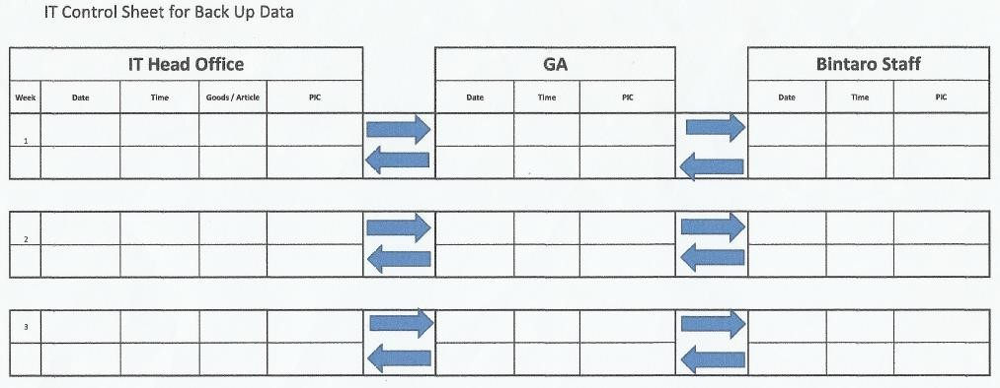 IT Control Sheet for Back Up Data
IT Head Office GA Bintaro Staff
Week Date Time Goods / Article PIC Date Time PIC Date Time PIC
1
2
3